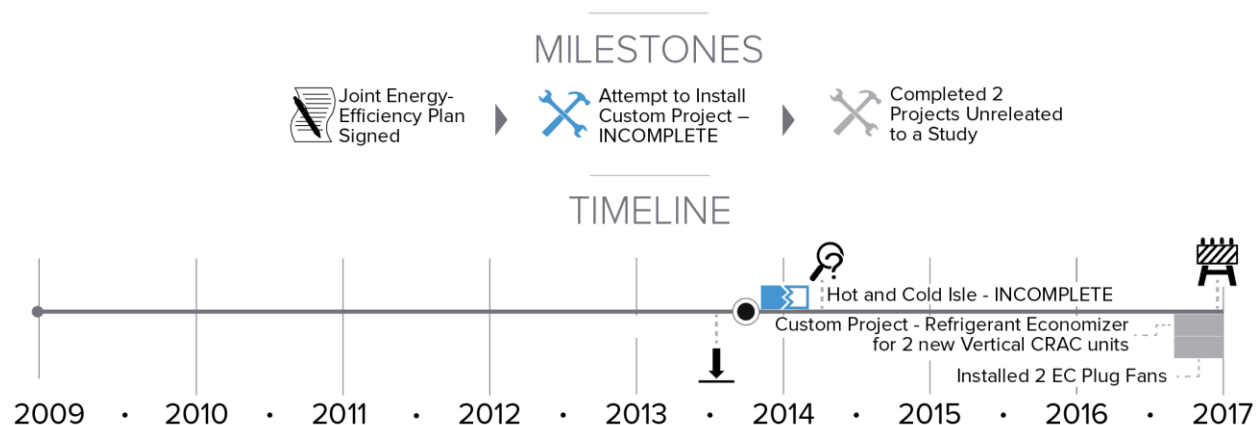 MILESTONES
Joint Energy-
Efficiency Plan
Signed
Attempt to Install
Custom Project –
INCOMPLETE
Completed 2
Projects Unreleated
to a Study
TIMELINE
?
Hot and Cold Isle - INCOMPLETE
Custom Project - Refrigerant Economizer
for 2 new Vertical CRAC units
Installed 2 EC Plug Fans
2009 • 2010 • 2011 • 2012 • 2013 • 2014 • 2015 • 2016 • 2017